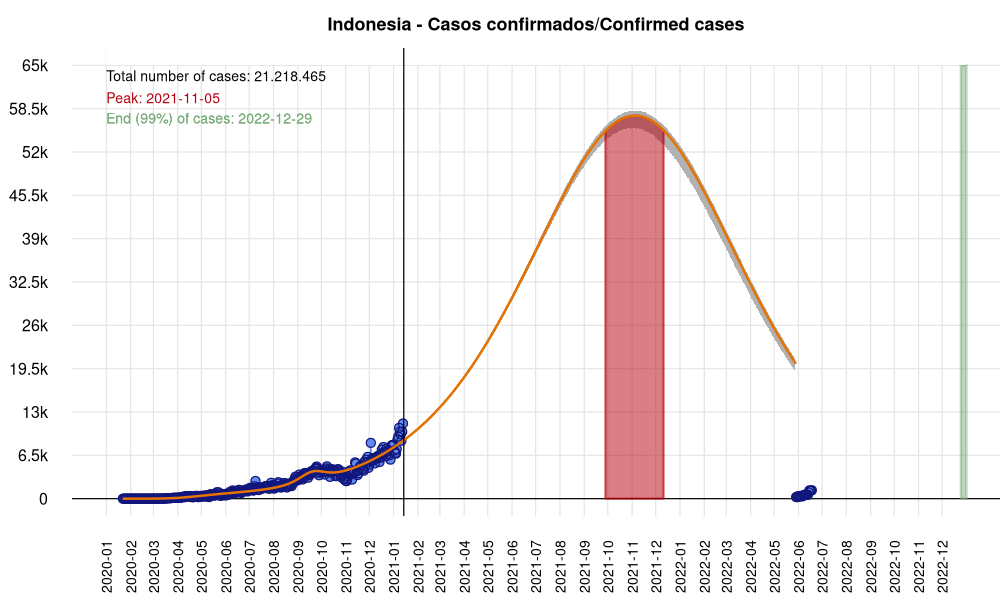 Indonesia - Casos confirmados/Confirmed cases
Total number of cases: 21.218.465
Peak: 2021-11-05
End (99%) of cases: 2022-12-29
65k
58.5k
52k
45.5k
39k
32.5k
26k
19.5k
13k
6.5k
0
2020-01
2020-02
2020-03
2020-04
2020-05
2020-06
2020-07
2020-08
2020-09
2020-10
2020-11
2020-12
2021-01
2021-02
2021-03
2021-04
2021-05
2021-06
2021-07
2021-08
2021-09
2021-10
2021-11
2021-12
2022-01
2022-02
2022-03
2022-04
2022-05
2022-06
2022-07
2022-08
2022-09
2022-10
2022-11
2022-12